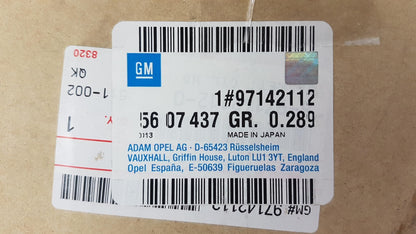 8320
QK
11-002
1
GM
1#97142112
56 07 437 GR. 0.289
MADE IN JAPAN
ADAM OPEL AG · D-65423 Rüsselsheim
VAUXHALL, Griffin House, Luton LU1 3YT, England
Opel España, E-50639 Figueruelas Zaragoza
GM# 97142112